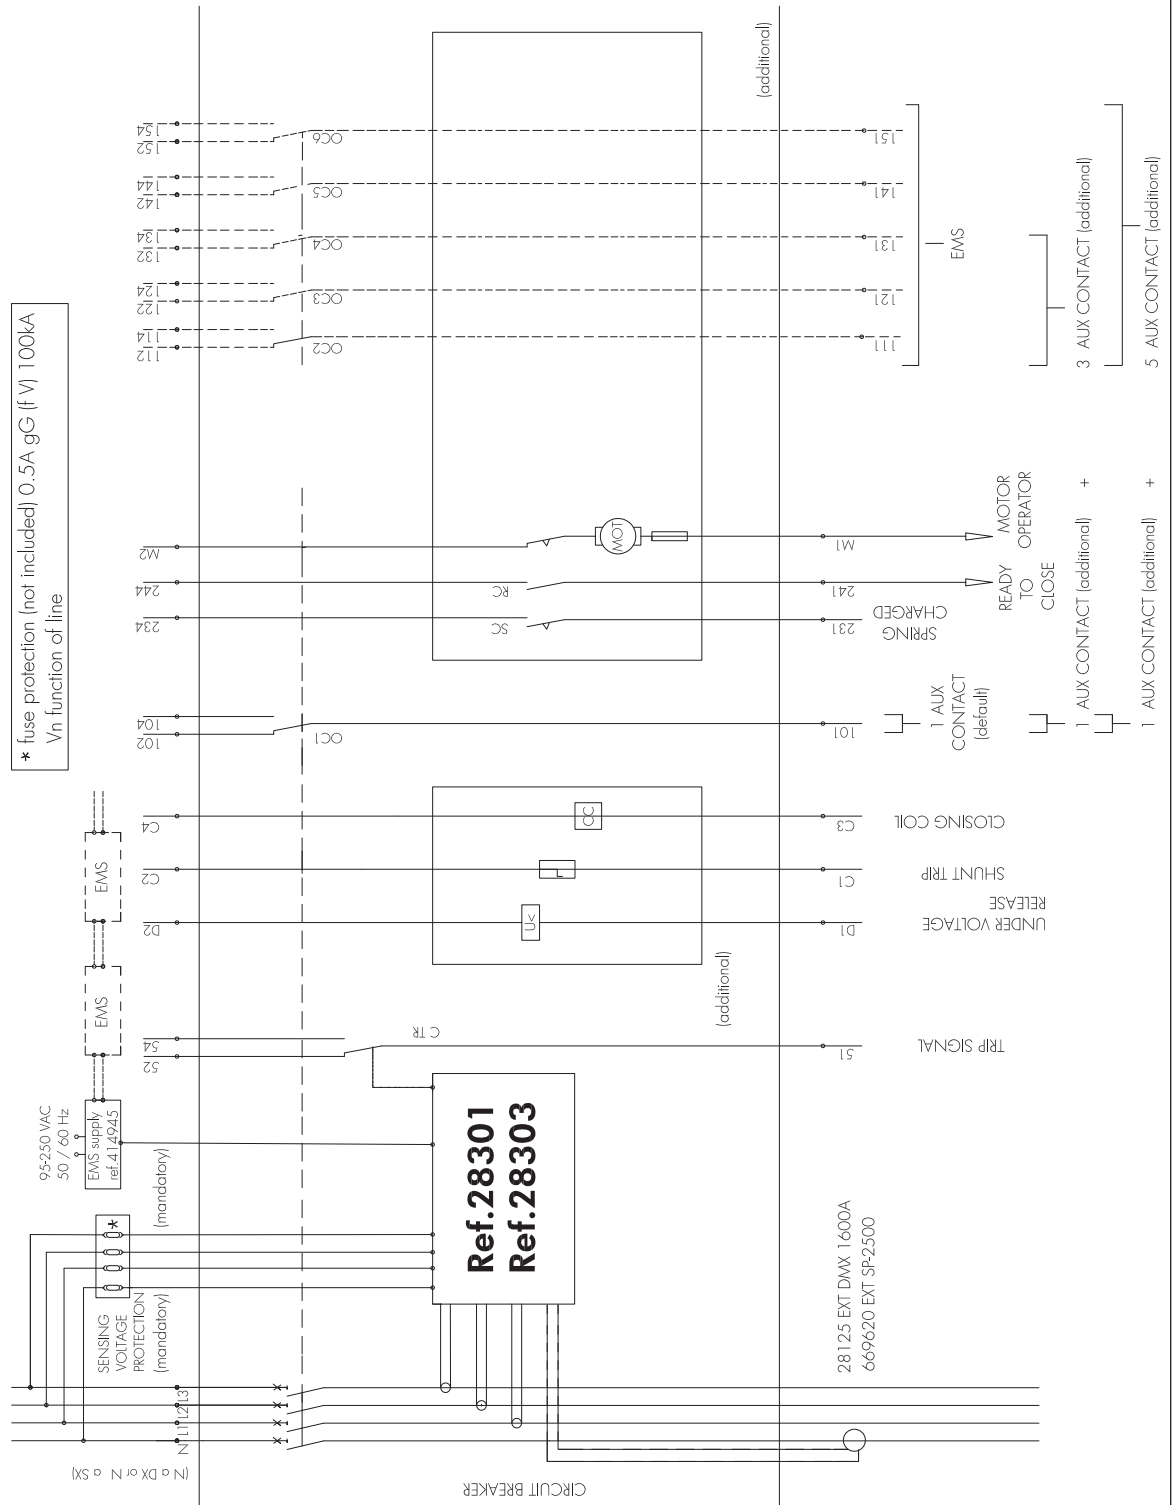 * fuse protection (not included) 0.5A gG (f V) 100kA
Vn function of line
95-250 VAC
50 / 60 Hz
EMS supply
ref.414945
(mandatory)
EMS
EMS
*
SENSING
VOLTAGE
PROTECTION
(mandatory)
(N a DX or N a SX)
N
L1
L2
L3
52
54
D2
C2
C4
102
104
234
244
M2
112
114
122
124
132
134
142
144
152
154
C TR
OC1
OC2
OC3
OC4
OC5
OC6
Ref.28301
Ref.28303
U<
CC
SC
RC
MOT
(additional)
(additional)
CIRCUIT BREAKER
28125 EXT DMX 1600A
669620 EXT SP-2500
51
D1
C1
C3
101
231
241
M1
111
121
131
141
151
TRIP SIGNAL
UNDER VOLTAGE
RELEASE
SHUNT TRIP
CLOSING COIL
1 AUX
CONTACT
(default)
SPRING
CHARGED
READY
TO
CLOSE
MOTOR
OPERATOR
EMS
1 AUX CONTACT (additional) + 3 AUX CONTACT (additional)
1 AUX CONTACT (additional) + 5 AUX CONTACT (additional)